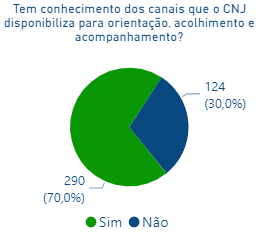 Tem conhecimento dos canais que o CNJ
disponibiliza para orientação, acolhimento e
acompanhamento?
124
(30,0%)
290
(70,0%)
Sim Não